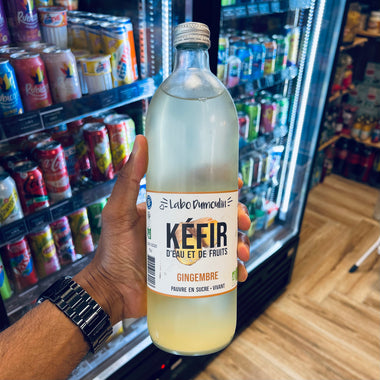 Labo Dumoulin
KÉFIR
D'EAU ET DE FRUITS
GINGEMBRE
PAUVRE EN SUCRE • VIVANT